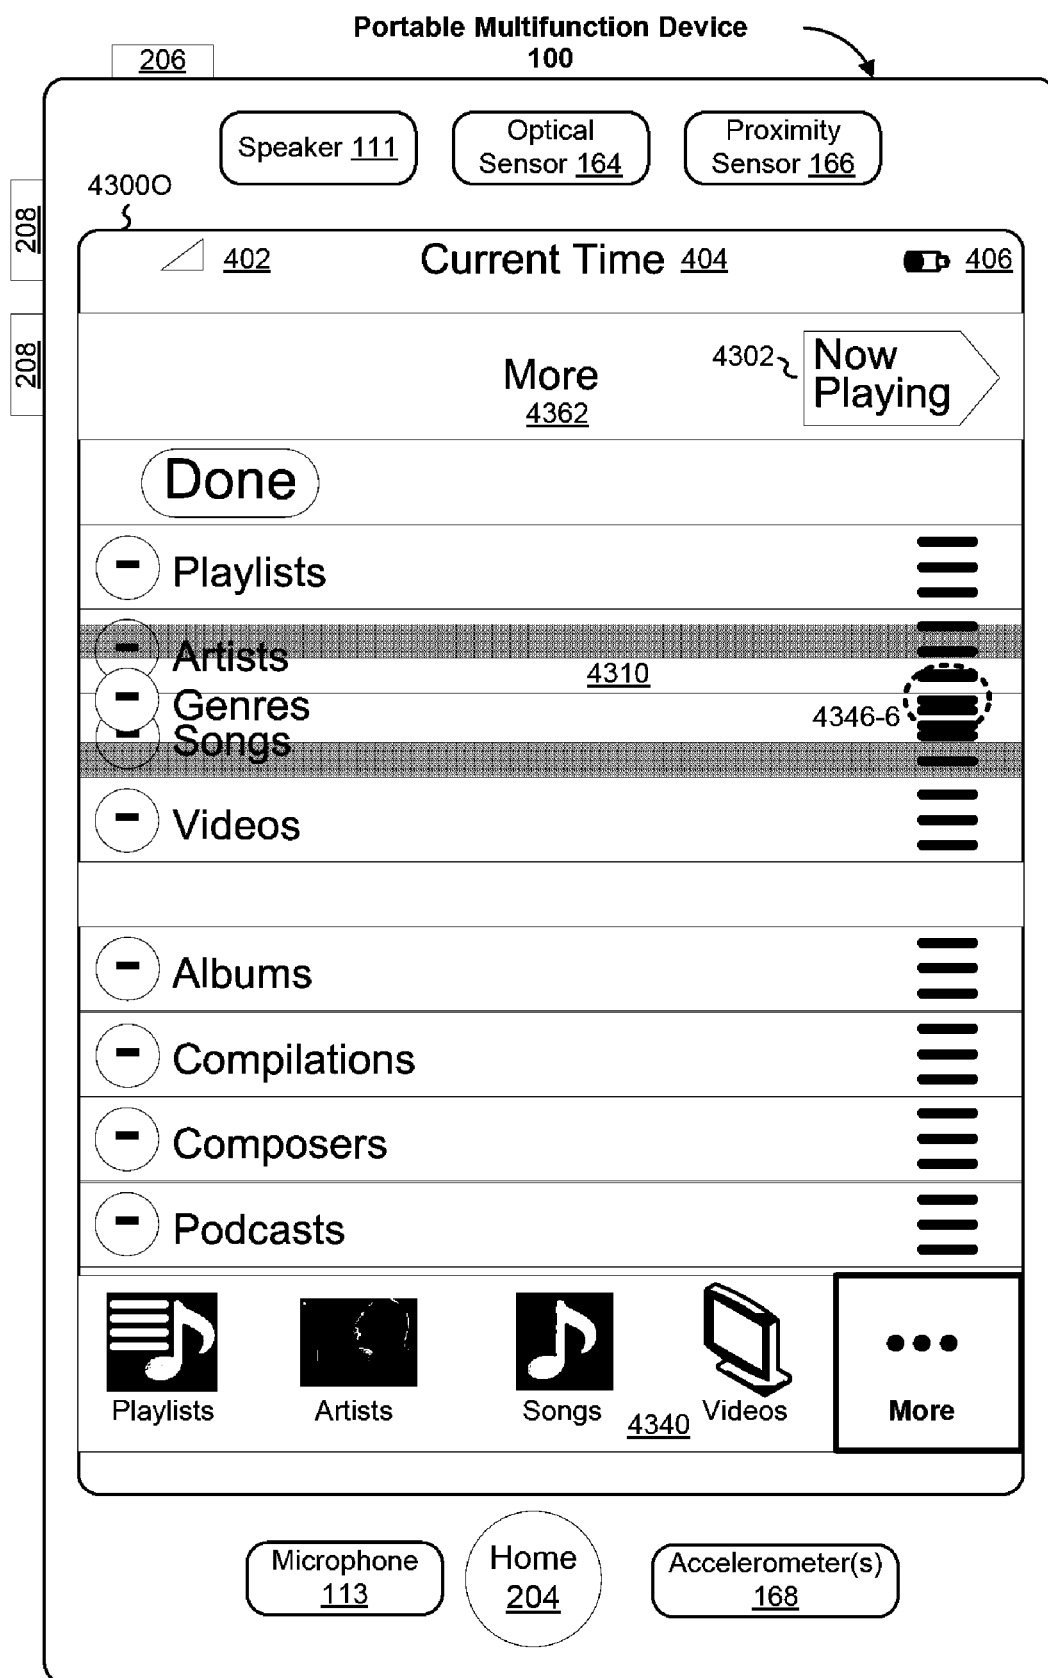 Portable Multifunction Device
100
206
Speaker 111
Optical
Sensor 164
Proximity
Sensor 166
4300O
208
208
402
Current Time 404
406
More
4362
4302
Now
Playing
Done
Playlists
Artists
4310
Genres
4346-6
Songs
Videos
Albums
Compilations
Composers
Podcasts
Playlists
Artists
Songs
4340
Videos
More
Microphone
113
Home
204
Accelerometer(s)
168